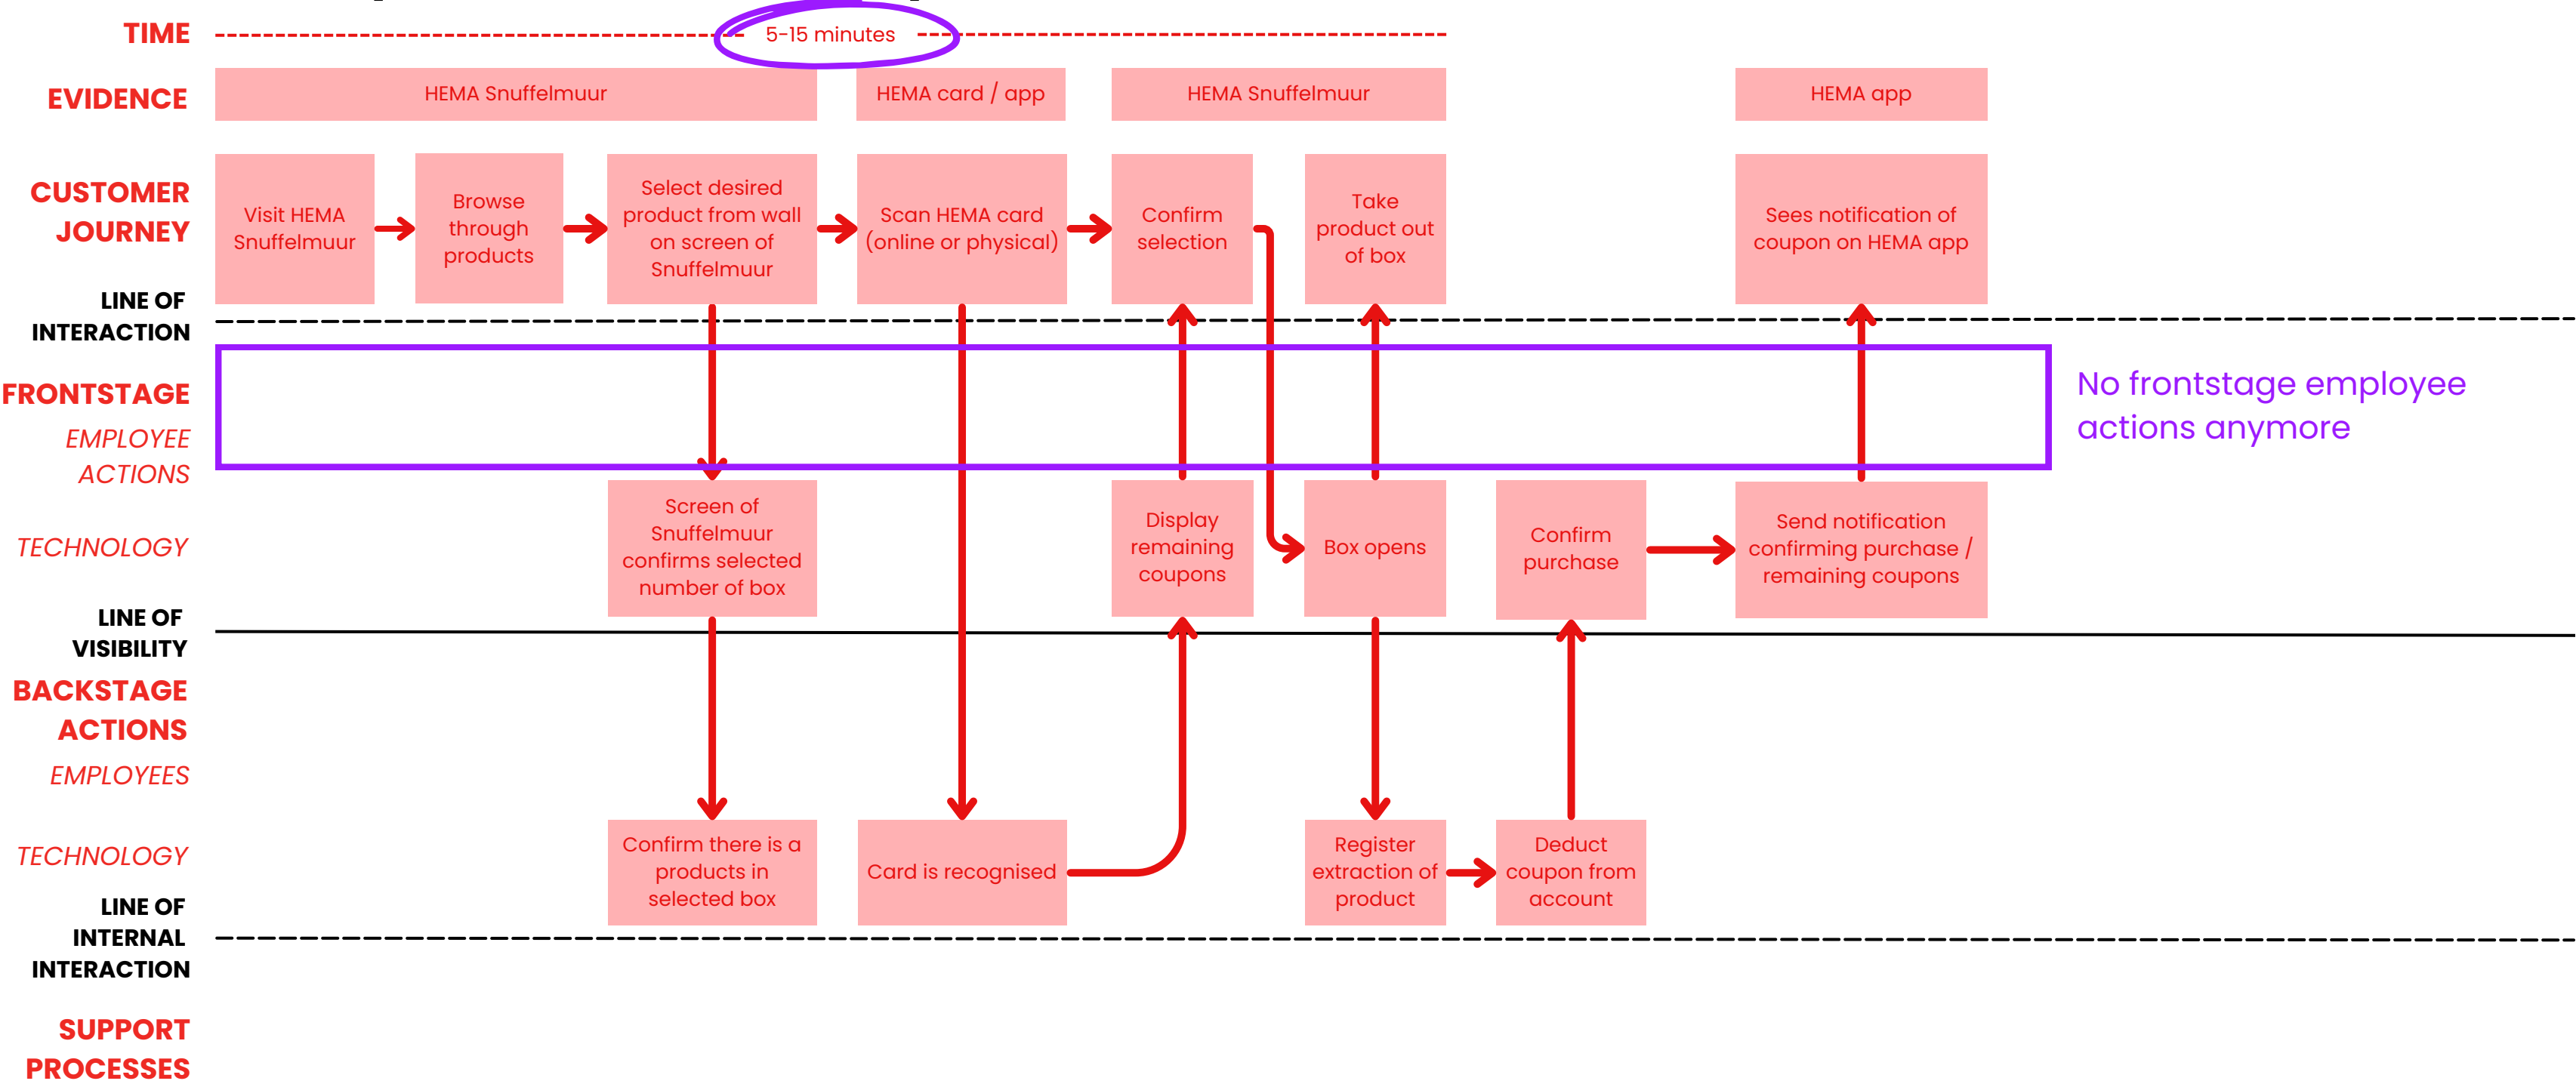 TIME
5-15 minutes
EVIDENCE
HEMA Snuffelmuur
HEMA card / app
HEMA Snuffelmuur
HEMA app
CUSTOMER
JOURNEY
Visit HEMA
Snuffelmuur
Browse
through
products
Select desired
product from wall
on screen of
Snuffelmuur
Scan HEMA card
(online or physical)
Confirm
selection
Take
product out
of box
Sees notification of
coupon on HEMA app
LINE OF
INTERACTION
FRONTSTAGE
EMPLOYEE
ACTIONS
No frontstage employee
actions anymore
TECHNOLOGY
Screen of
Snuffelmuur
confirms selected
number of box
Display
remaining
coupons
Box opens
Confirm
purchase
Send notification
confirming purchase /
remaining coupons
LINE OF
VISIBILITY
BACKSTAGE
ACTIONS
EMPLOYEES
TECHNOLOGY
Confirm there is a
products in
selected box
Card is recognised
Register
extraction of
product
Deduct
coupon from
account
LINE OF
INTERNAL
INTERACTION
SUPPORT
PROCESSES